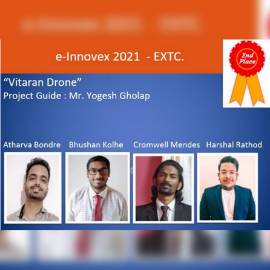 e-Innovex 2021 - EXTC.
2nd
Place
"Vitaran Drone"
Project Guide : Mr. Yogesh Gholap
Atharva Bondre Bhushan Kolhe Cromwell Mendes Harshal Rathod